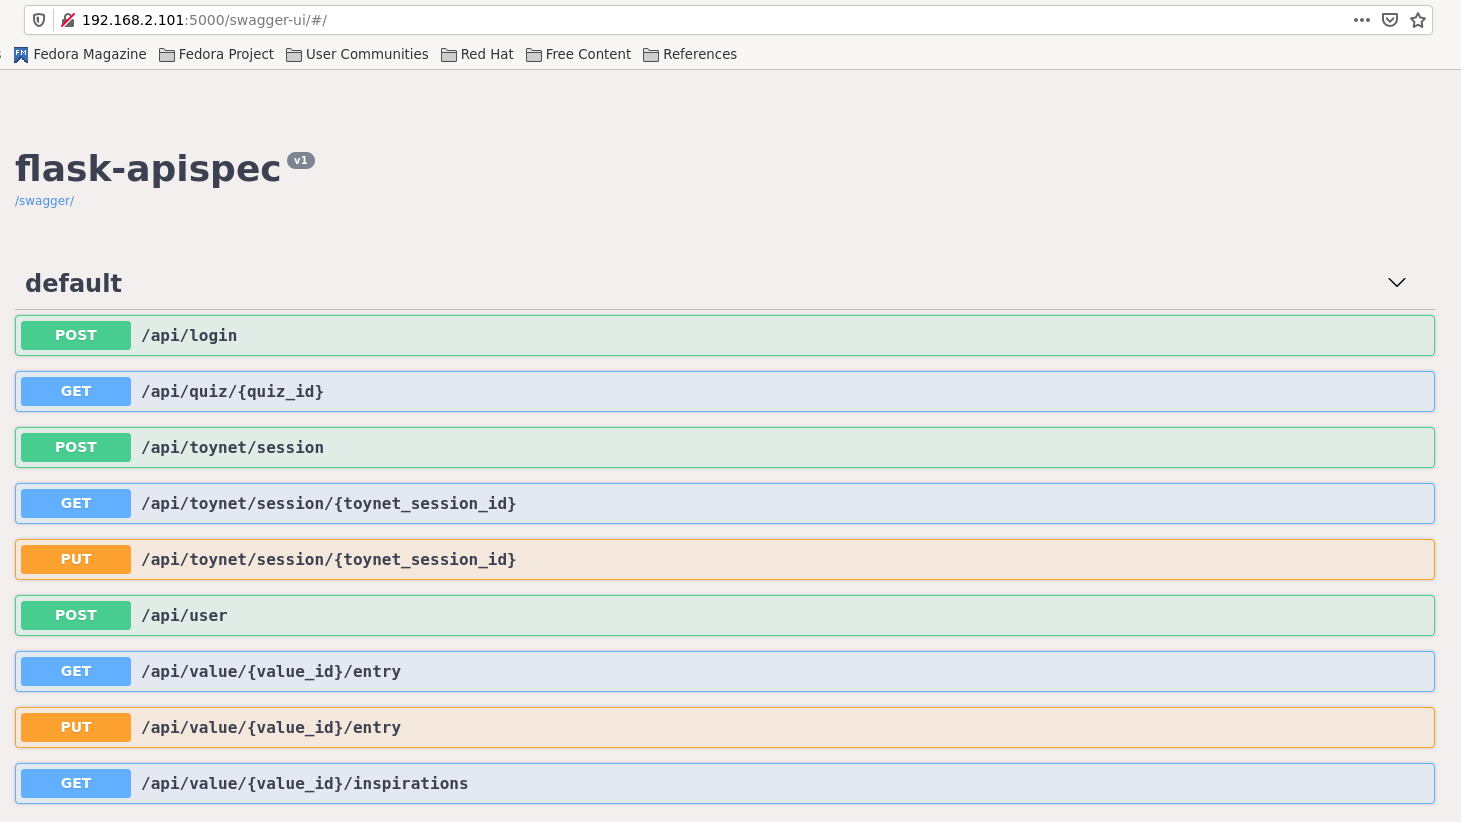 192.168.2.101:5000/swagger-ui/#/
Fedora Magazine Fedora Project User Communities Red Hat Free Content References
flask-apispec v1
/swagger/
default
POST /api/login
GET /api/quiz/{quiz_id}
POST /api/toynet/session
GET /api/toynet/session/{toynet_session_id}
PUT /api/toynet/session/{toynet_session_id}
POST /api/user
GET /api/value/{value_id}/entry
PUT /api/value/{value_id}/entry
GET /api/value/{value_id}/inspirations